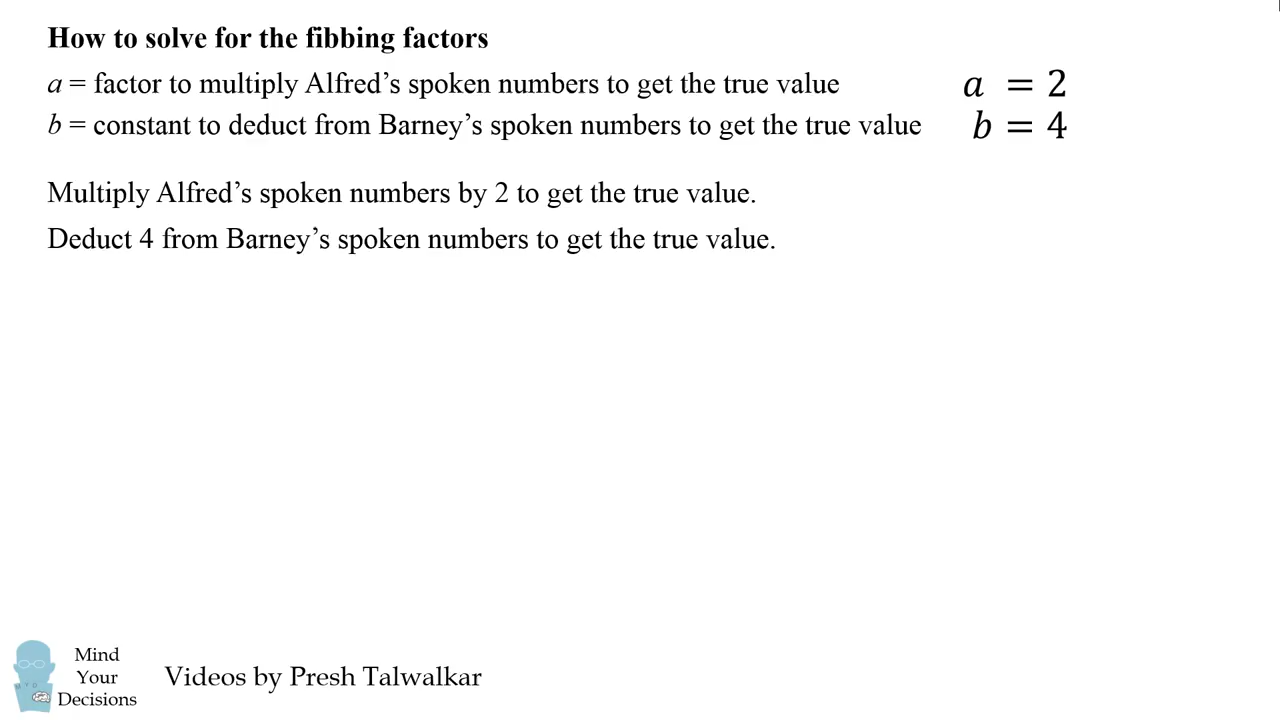 How to solve for the fibbing factors
a = factor to multiply Alfred’s spoken numbers to get the true value
a = 2
b = constant to deduct from Barney’s spoken numbers to get the true value
b = 4
Multiply Alfred’s spoken numbers by 2 to get the true value.
Deduct 4 from Barney’s spoken numbers to get the true value.
Mind
Your
Decisions
Videos by Presh Talwalkar